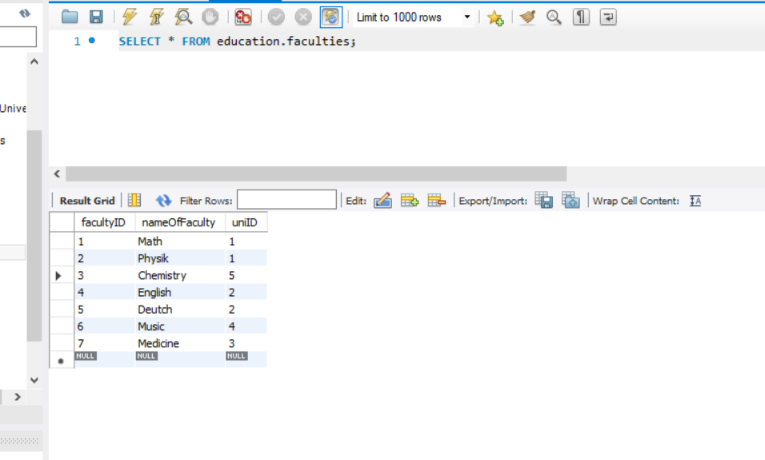 Limit to 1000 rows
1 SELECT * FROM education.faculties;
Unive
s
Result Grid Filter Rows: Edit: Export/Import: Wrap Cell Content: IA
facultyID nameOfFaculty uniID
1 Math 1
2 Physik 1
3 Chemistry 5
4 English 2
5 Deutch 2
6 Music 4
7 Medicine 3
NULL NULL NULL